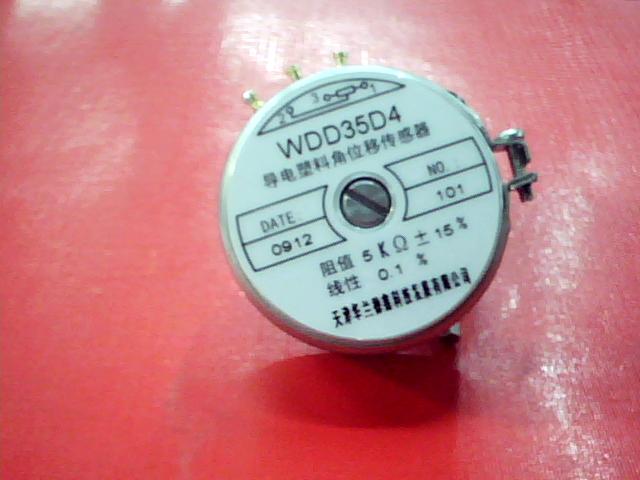 2 3 1
WDD35D4
导电塑料角位移传感器
DATE:
0912
NO.:
101
阻值 5 KΩ ± 15%
线性 0.1 %